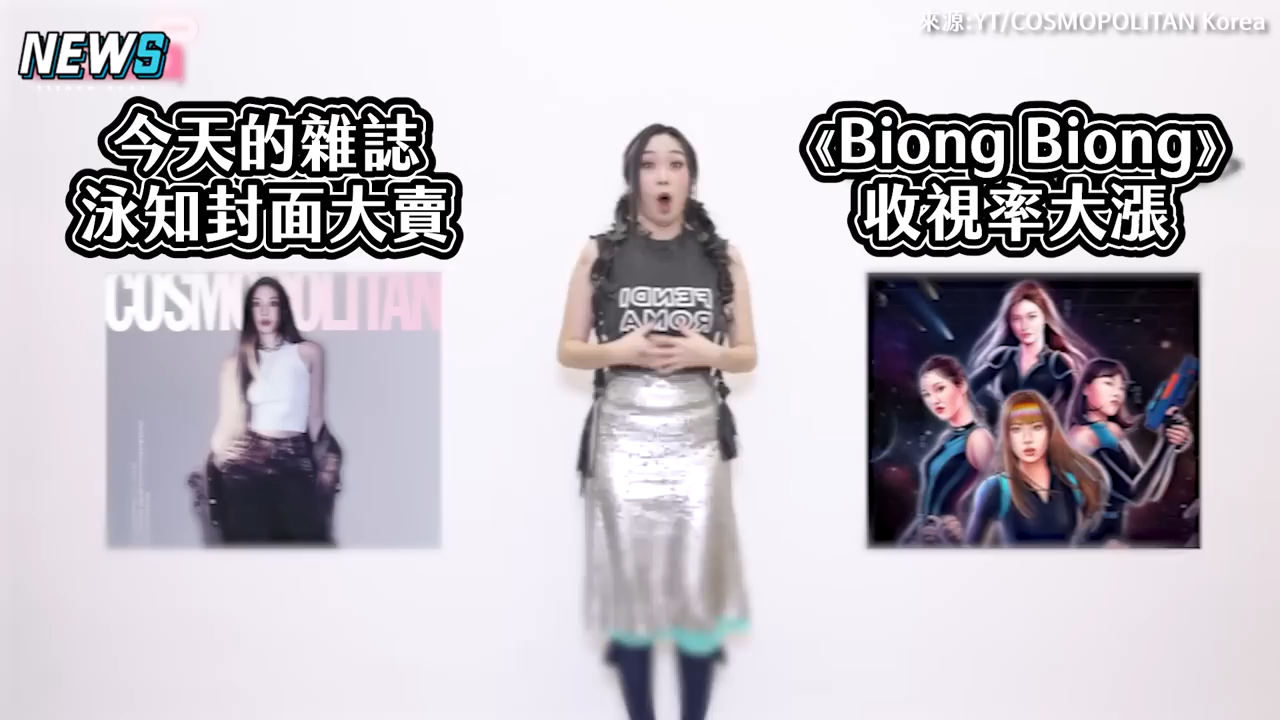 NEWS
來源:YT/COSMOPOLITAN Korea
今天的雜誌
泳知封面大賣
《Biong Biong》
收視率大漲
COSMOPOLITAN
FENDI
ROMA